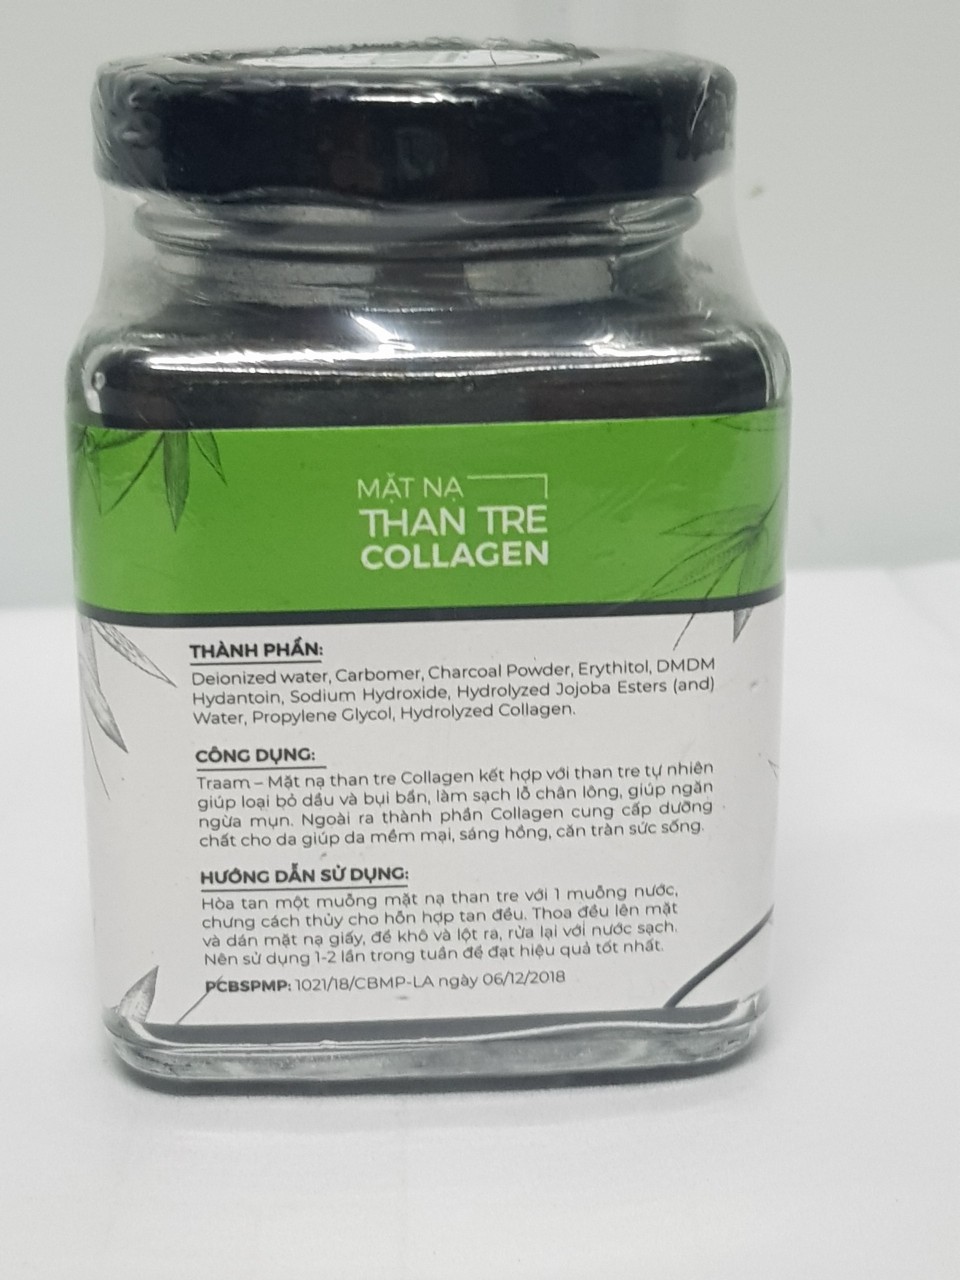 MẶT NẠ
THAN TRE
COLLAGEN
THÀNH PHẦN:
Deionized water, Carbomer, Charcoal Powder, Erythitol, DMDM
Hydantoin, Sodium Hydroxide, Hydrolyzed Jojoba Esters (and)
Water, Propylene Glycol, Hydrolyzed Collagen.
CÔNG DỤNG:
Traam – Mặt nạ than tre Collagen kết hợp với than tre tự nhiên
giúp loại bỏ dầu và bụi bẩn, làm sạch lỗ chân lông, giúp ngăn
ngừa mụn. Ngoài ra thành phần Collagen cung cấp dưỡng
chất cho da giúp da mềm mại, sáng hồng, căn tràn sức sống.
HƯỚNG DẪN SỬ DỤNG:
Hòa tan một muỗng mặt nạ than tre với 1 muỗng nước,
chưng cách thủy cho hỗn hợp tan đều. Thoa đều lên mặt
và dán mặt nạ giấy, để khô và lột ra, rửa lại với nước sạch.
Nên sử dụng 1-2 lần trong tuần để đạt hiệu quả tốt nhất.
PCBSPMP: 1021/18/CBMP-LA ngày 06/12/2018